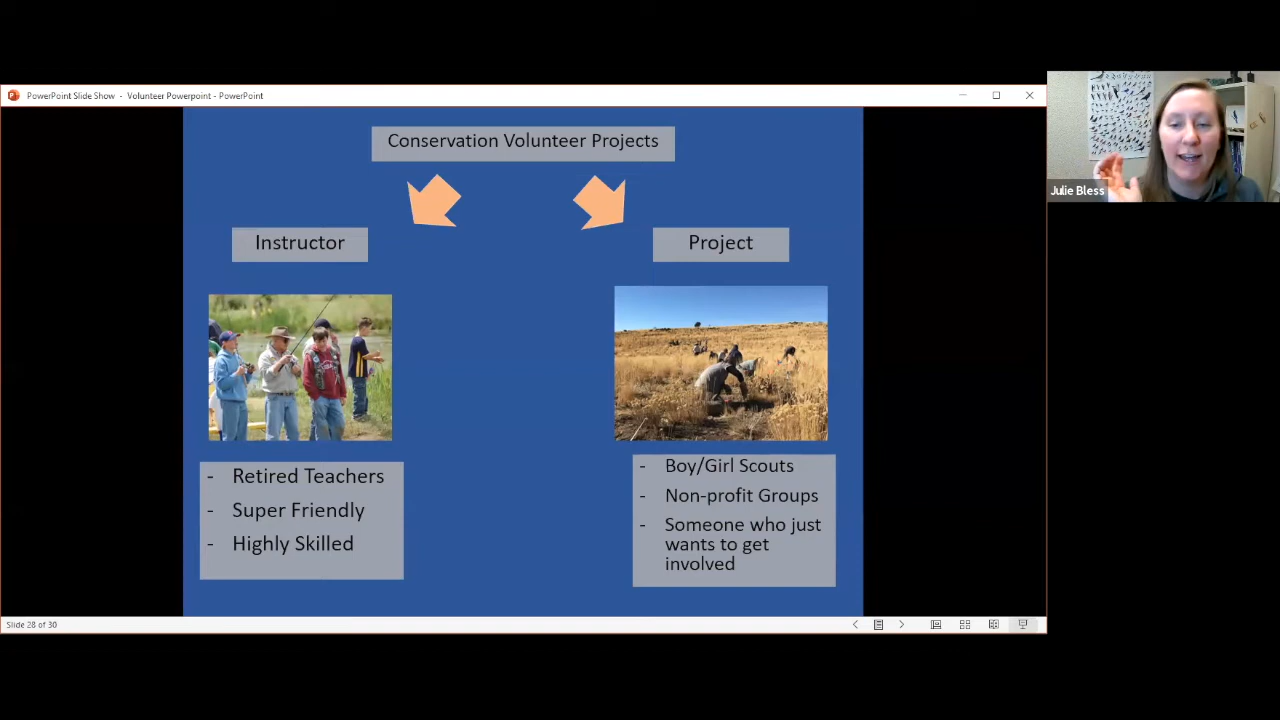 PowerPoint Slide Show - Volunteer Powerpoint - PowerPoint
Conservation Volunteer Projects
Instructor
Project
- Retired Teachers
- Super Friendly
- Highly Skilled
- Boy/Girl Scouts
- Non-profit Groups
- Someone who just
wants to get
involved
Julie Bless
Slide 28 of 30